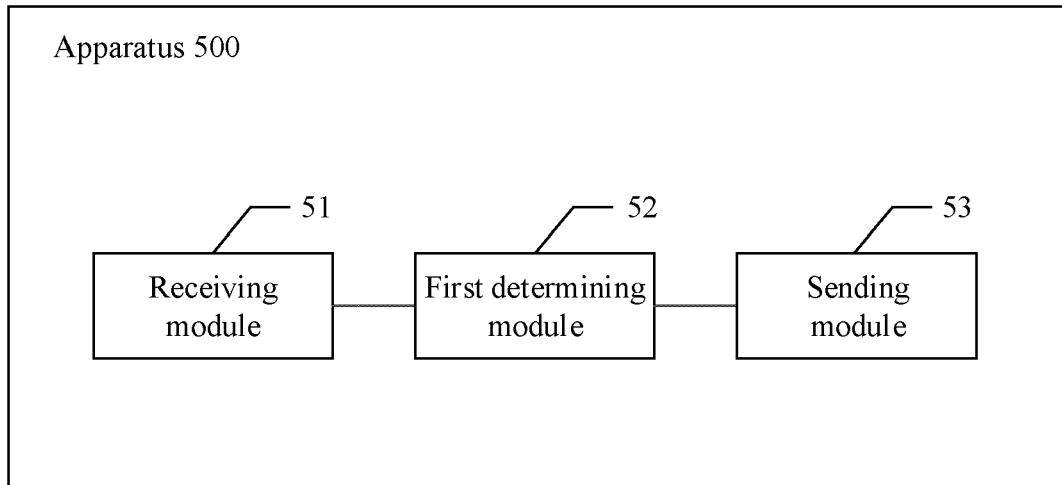 Apparatus 500
51
52
53
Receiving
module
First determining
module
Sending
module